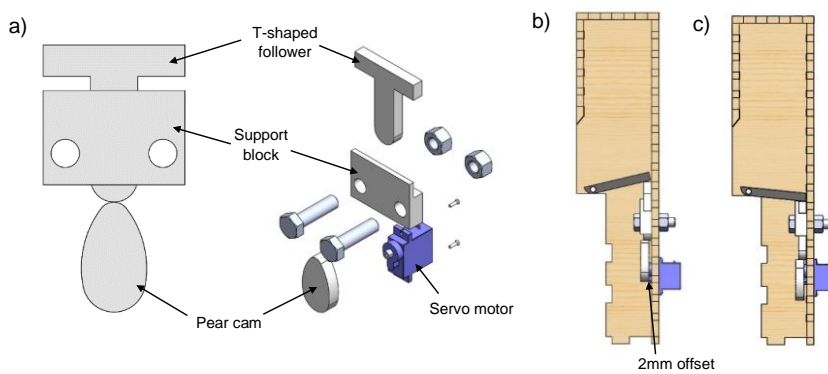 a)
T-shaped
follower
Support
block
Pear cam
Servo motor
b)
c)
2mm offset